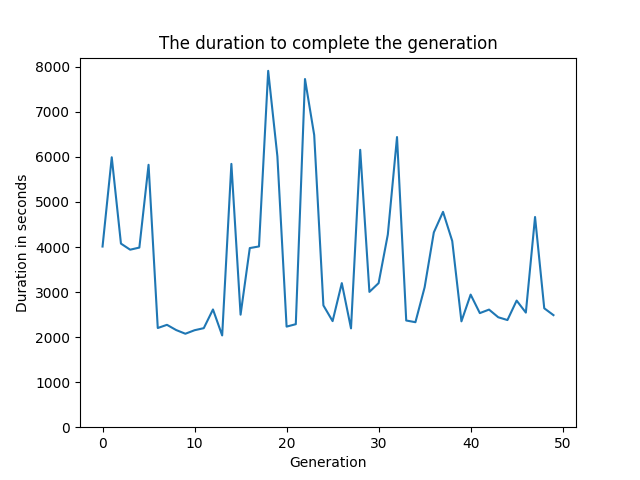 The duration to complete the generation
8000
7000
6000
5000
4000
3000
2000
1000
0
Duration in seconds
0 10 20 30 40 50
Generation